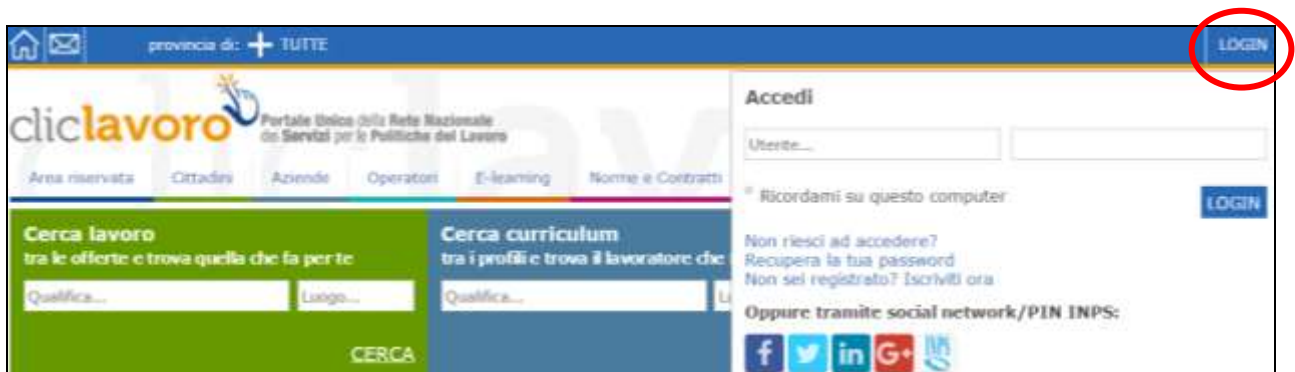 provincia di: TUTTE
LOGIN
cliclavoro
Portale Unico della Rete Nazionale
dei Servizi per le Politiche del Lavoro
Area riservata Cittadini Aziende Operatori E-learning Norme e Contratti
Cerca lavoro
tra le offerte e trova quella che fa per te
Qualifica... Luogo...
CERCA
Cerca curriculum
tra i profili e trova il lavoratore che
Qualifica...
Accedi
Utente...
Ricordami su questo computer
LOGIN
Non riesci ad accedere?
Recupera la tua password
Non sei registrato? Iscriviti ora
Oppure tramite social network/PIN INPS:
f in G+